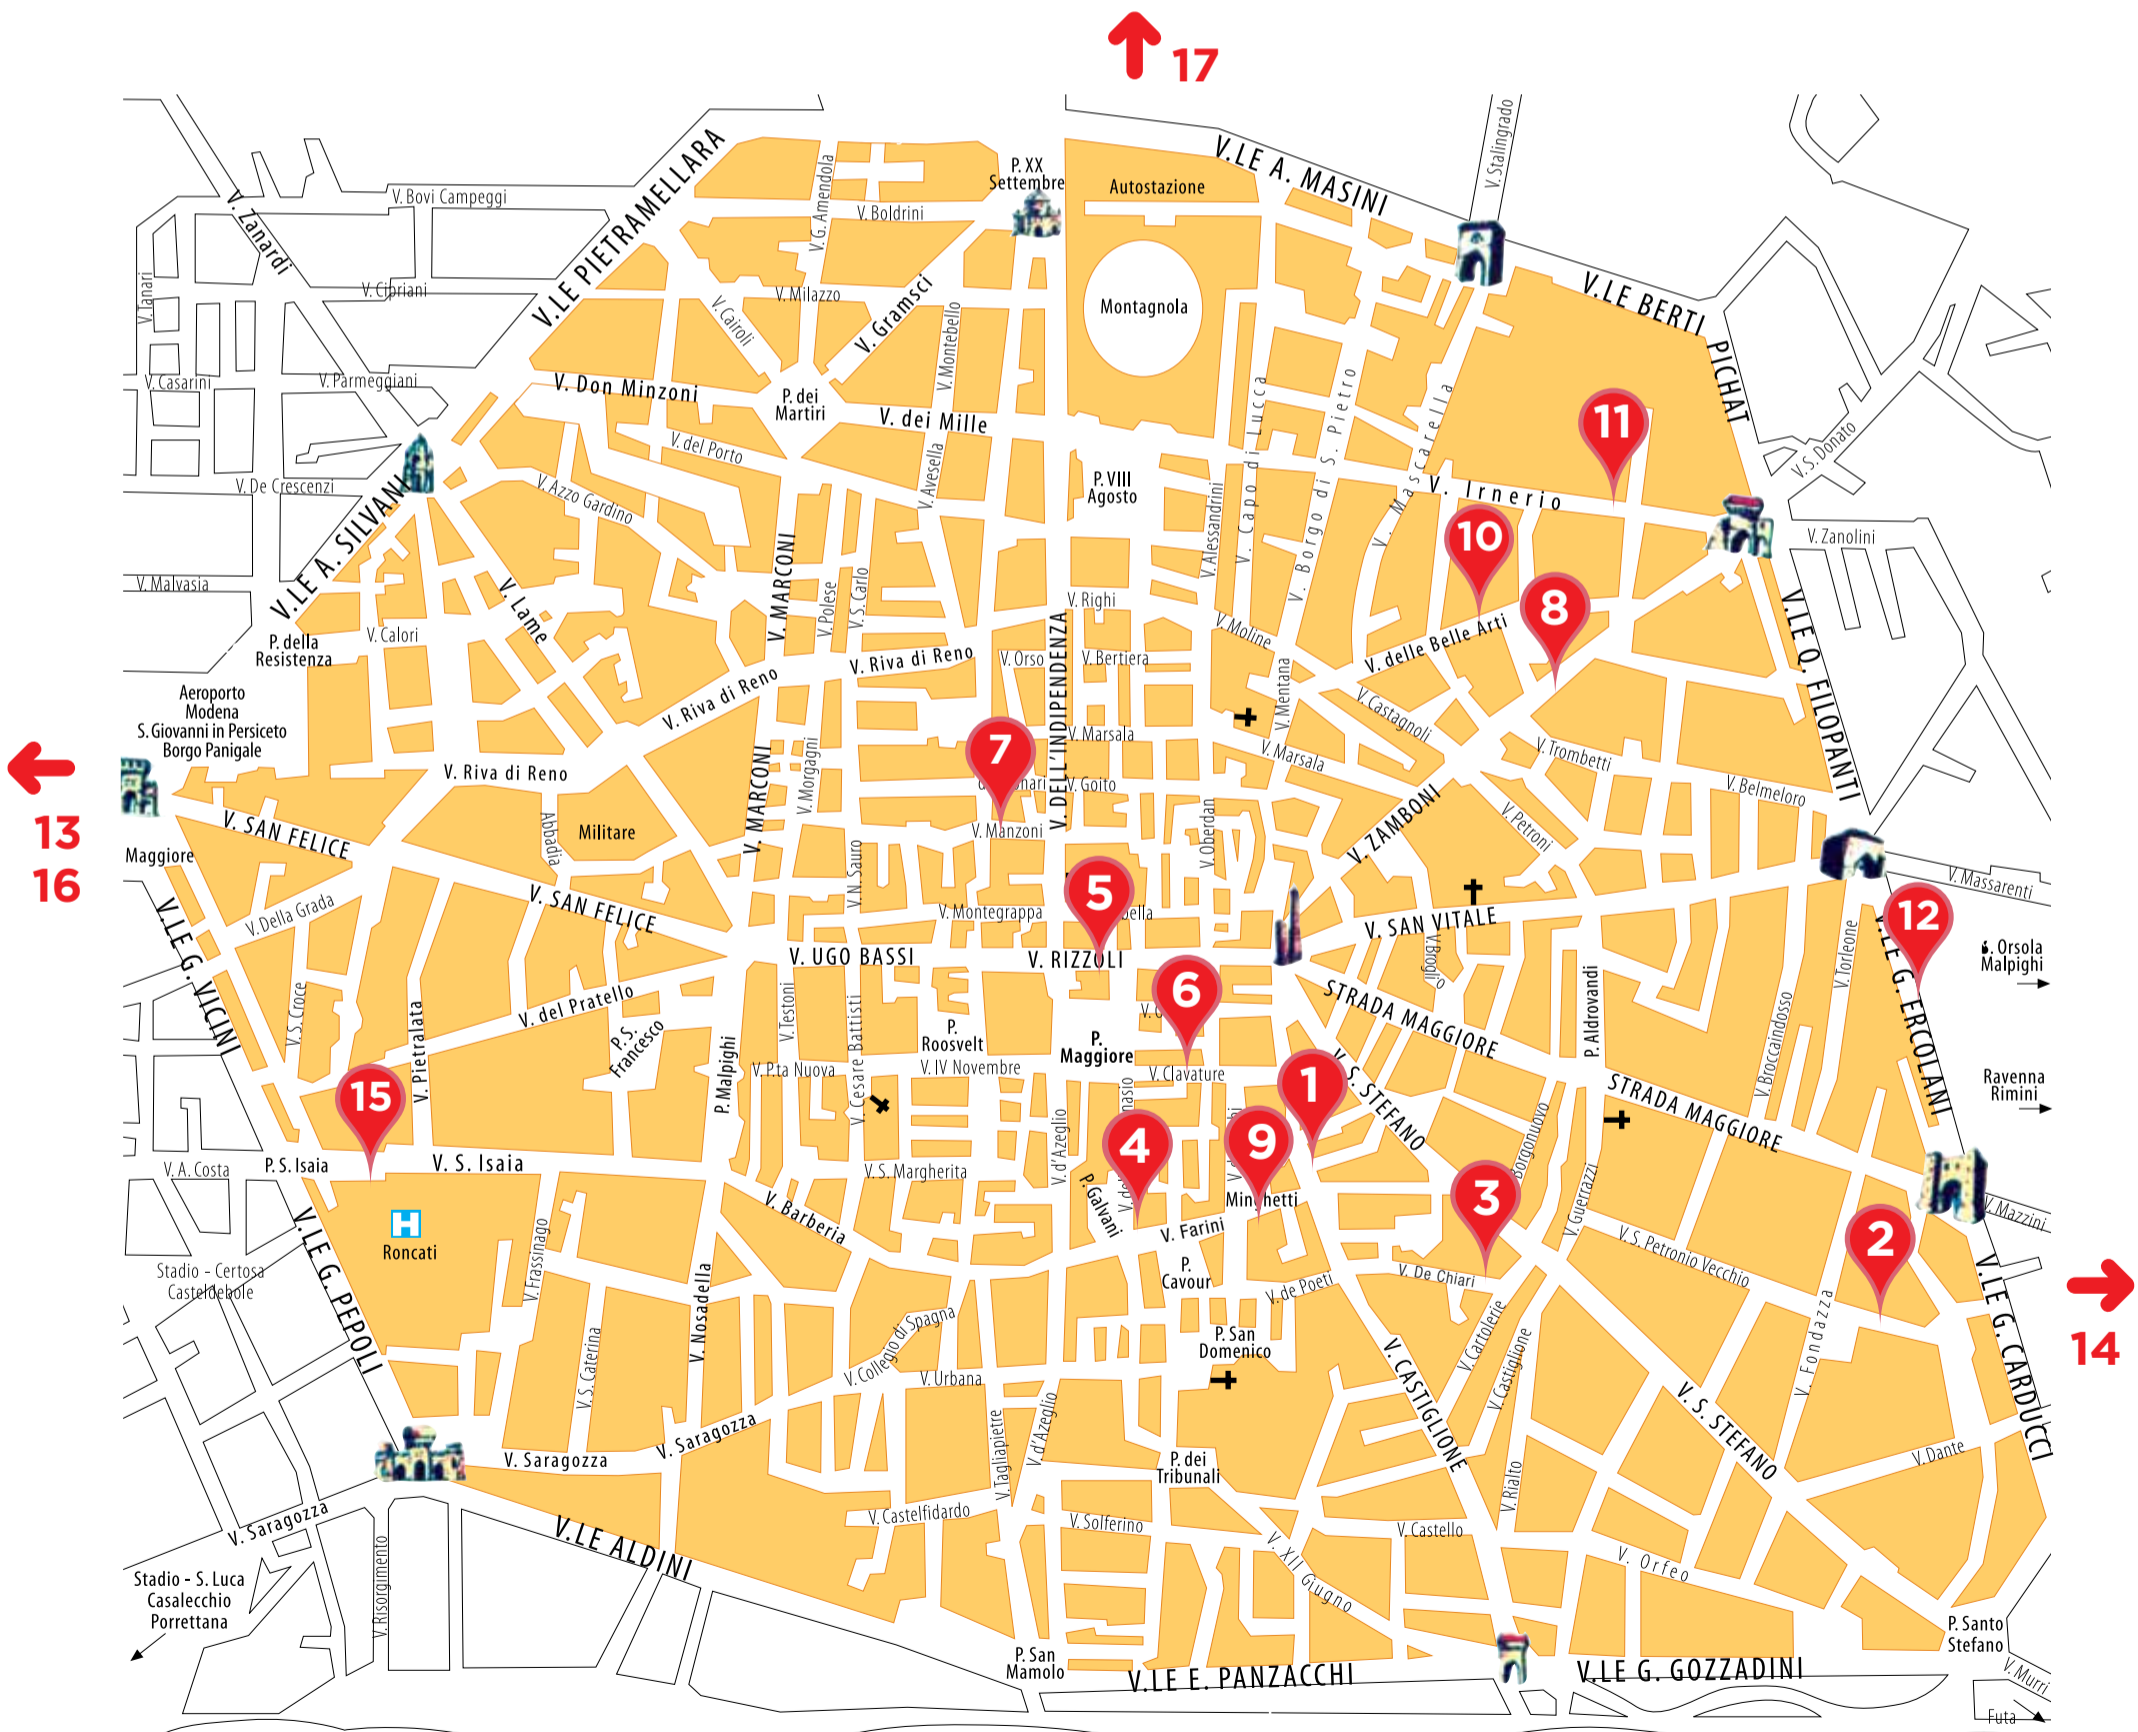 17
V. Stalingrado
V.LE A. MASINI
P. XX
Settembre
Autostazione
V.LE PIETRAMELLARA
V. G. Amendola
V. Boldrini
V. Bovi Campeggi
V. Zanardi
V. Tanari
V. Cipriani
V. Milazzo
V. Cairoli
V. Gramsci
V. Montebello
Montagnola
V.LE BERTI
PICHAT
V. Casarini
V. Parmeggiani
V. Don Minzoni
P. dei
Martiri
V. dei Mille
V. Capo di Lucca
V. Borgo di S. Pietro
V. Mascarella
11
V. S. Donato
V. del Porto
V. De Crescenzi
V. Azzo Gardino
V. Avesella
P. VIII
Agosto
V. Alessandrini
V. Irnerio
V. Zanolini
10
V.LE A. SILVANI
V. Malvasia
V. Lame
V. MARCONI
V. Polese
V. S. Carlo
V. Righi
8
V.LE Q. FILOPANTI
P. della
Resistenza
V. Calori
V. Riva di Reno
V. Riva di Reno
V. Orso
V. DELL'INDIPENDENZA
V. Bertiera
V. Moline
V. delle Belle Arti
V. Mentana
V. Castagnoli
Aeroporto
Modena
S. Giovanni in Persiceto
Borgo Panigale
13
16
V. Riva di Reno
V. MARCONI
V. Morgagni
7
V. Marsala
V. Marsala
V. Goito
V. Trombetti
V. Belmeloro
V. Manzoni
V. Oberdan
V. ZAMBONI
V. Petroni
V. SAN FELICE
Abbadia
Militare
Maggiore
V. N. Sauro
5
V. SAN FELICE
V. Della Grada
V. Montegrappa
V. SAN VITALE
V. Broglio
V. Massarenti
12
V. Torleone
S. Orsola
Malpighi
V.LE G. VICINI
V. UGO BASSI
V. RIZZOLI
6
STRADA MAGGIORE
P. Aldrovandi
V. Broccaindosso
V.LE G. ERCOLANI
V. S. Croce
V. Pietralata
V. del Pratello
P. S.
Francesco
P. Malpighi
V. Testoni
V. P.ta Nuova
V. Cesare Battisti
P.
Roosvelt
V. IV Novembre
P.
Maggiore
V. Clavature
1
V. S. STEFANO
STRADA MAGGIORE
Ravenna
Rimini
15
V. A. Costa
P. S. Isaia
V. S. Isaia
V. S. Margherita
V. d'Azeglio
P. Galvani
4
9
Minghetti
3
Borgonuovo
V. Guerrazzi
V. Mazzini
V. Barberia
V. Farini
2
V. S. Petronio Vecchio
Roncati
H
V. Frassinago
V.LE G. PEPOLI
Stadio - Certosa
Casteldebole
P.
Cavour
V. de Poeti
V. De Chiari
14
V. Nosadella
V. S. Caterina
V. Collegio di Spagna
V. Urbana
P. San
Domenico
V. CASTIGLIONE
V. Cartolerie
V. Castiglione
V. Fondazza
V.LE G. CARDUCCI
V. S. STEFANO
V. Dante
V. Saragozza
V. Saragozza
V. Tagliapietre
V. d'Azeglio
P. dei
Tribunali
V. Rialto
V. Saragozza
V.LE ALDINI
V. Castelfidardo
V. Solferino
V. XII Giugno
V. Castello
V. Orfeo
V. Risorgimento
Stadio - S. Luca
Casalecchio
Porrettana
P. San
Mamolo
V.LE E. PANZACCHI
V.LE G. GOZZADINI
P. Santo
Stefano
V. Murri
Futa